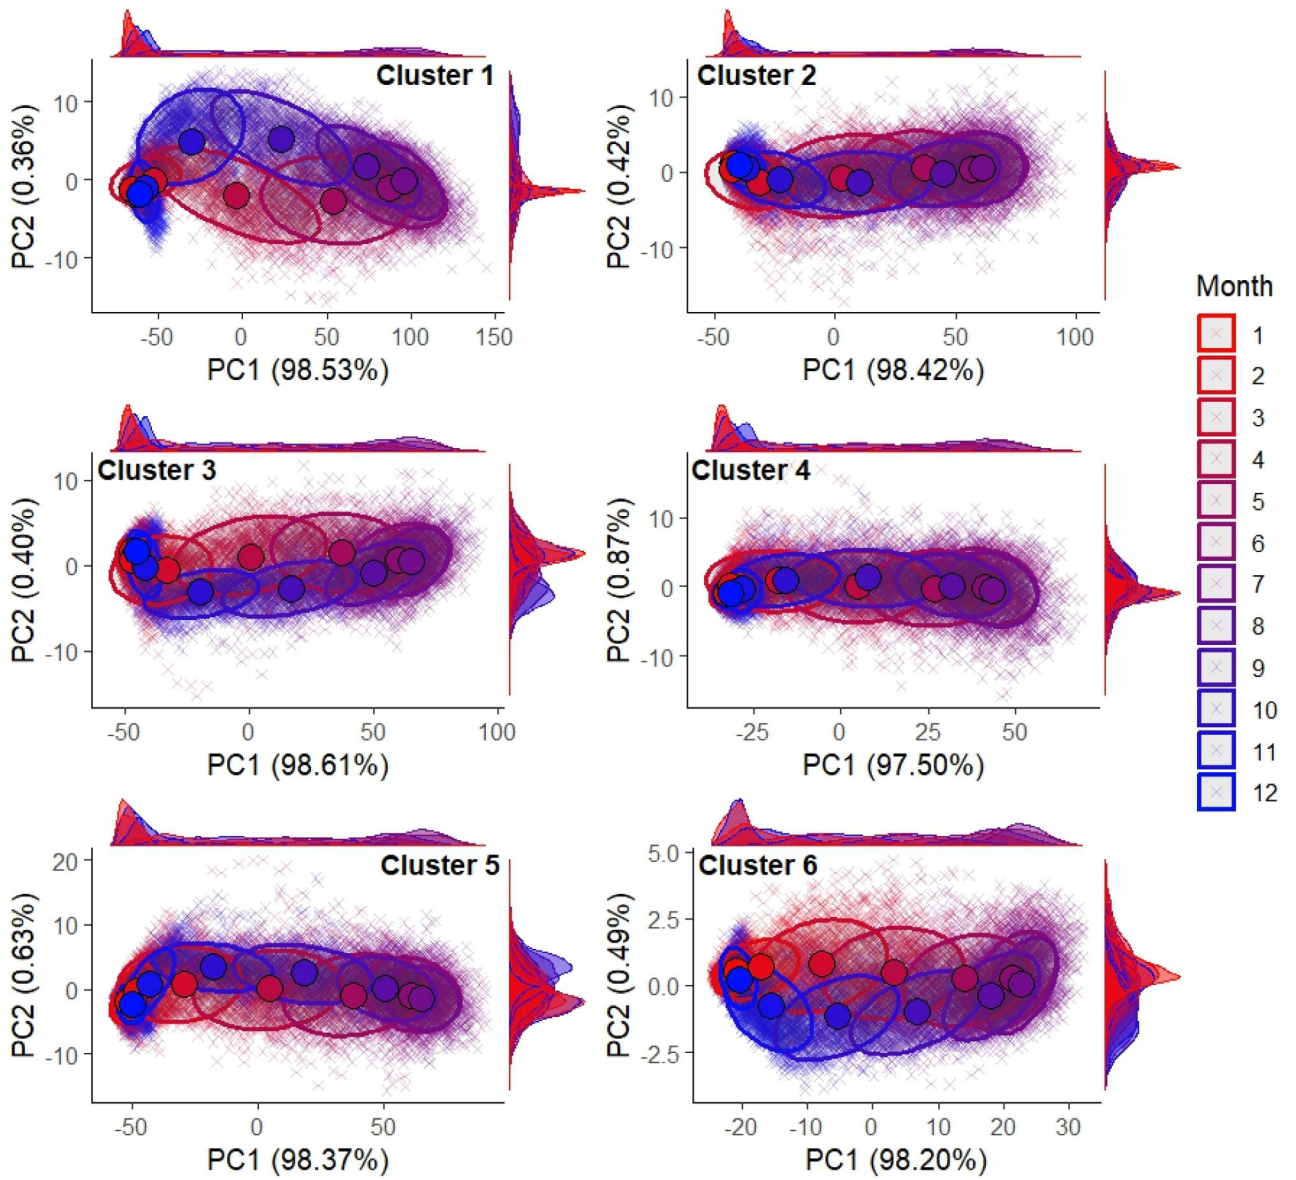 Cluster 1
PC2 (0.36%)
10
0
-10
-50 0 50 100 150
PC1 (98.53%)
Cluster 2
PC2 (0.42%)
10
0
-10
-50 0 50 100
PC1 (98.42%)
Cluster 3
PC2 (0.40%)
10
0
-10
-50 0 50 100
PC1 (98.61%)
Cluster 4
PC2 (0.87%)
10
0
-10
-25 0 25 50
PC1 (97.50%)
Cluster 5
PC2 (0.63%)
20
10
0
-10
-50 0 50
PC1 (98.37%)
Cluster 6
PC2 (0.49%)
5.0
2.5
0.0
-2.5
-20 -10 0 10 20 30
PC1 (98.20%)
Month
1
2
3
4
5
6
7
8
9
10
11
12